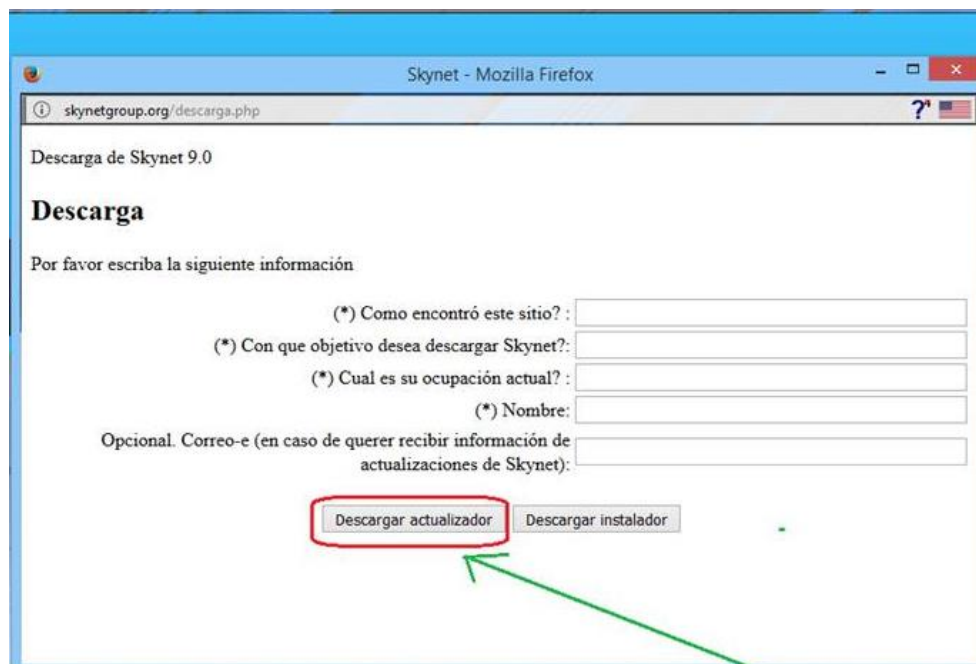 Skynet - Mozilla Firefox
skynetgroup.org/descarga.php
Descarga de Skynet 9.0
Descarga
Por favor escriba la siguiente información
(*) Como encontró este sitio? :
(*) Con que objetivo desea descargar Skynet?:
(*) Cual es su ocupación actual? :
(*) Nombre:
Opcional. Correo-e (en caso de querer recibir información de
actualizaciones de Skynet):
Descargar actualizador Descargar instalador